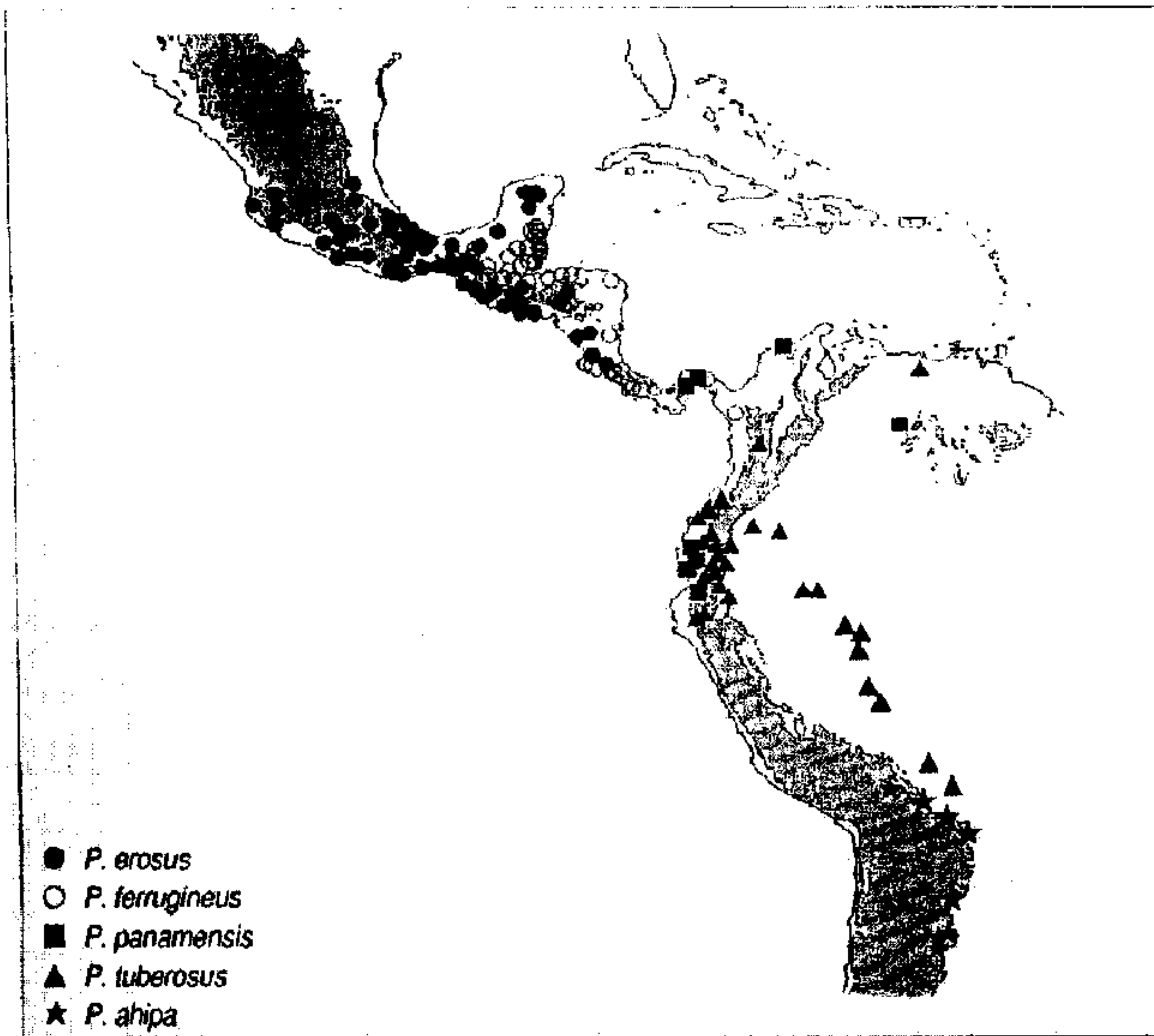 P. erosus
P. ferrugineus
P. panamensis
P. tuberosus
P. ahipa